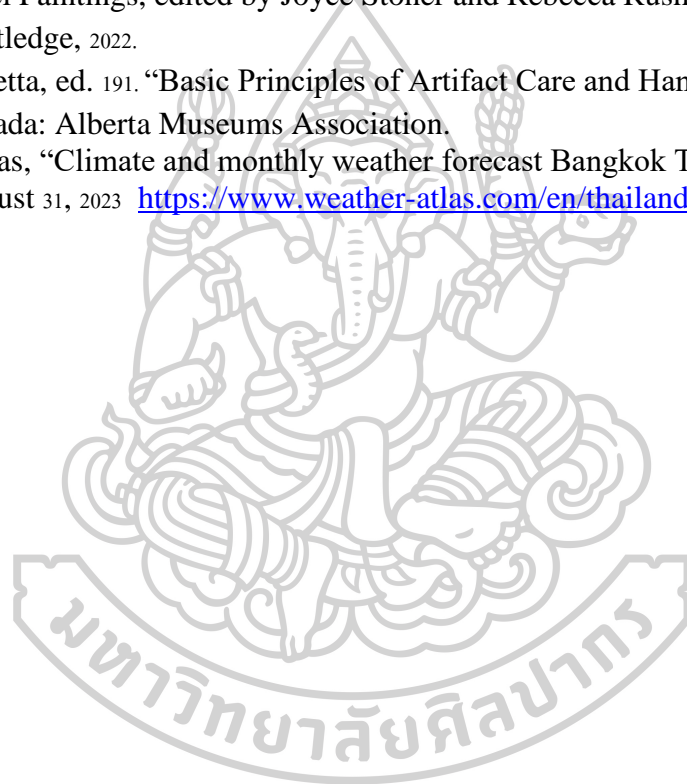 Paintings, edited by Joyce Stoner and Rebecca
tledge, 2022.
etta, ed. 191. “Basic Principles of Artifact Care and Han
ada: Alberta Museums Association.
as, “Climate and monthly weather forecast Bangkok T
ust 31, 2023 https://www.weather-atlas.com/en/thailand
มหาวิทยาลัยศิลปากร